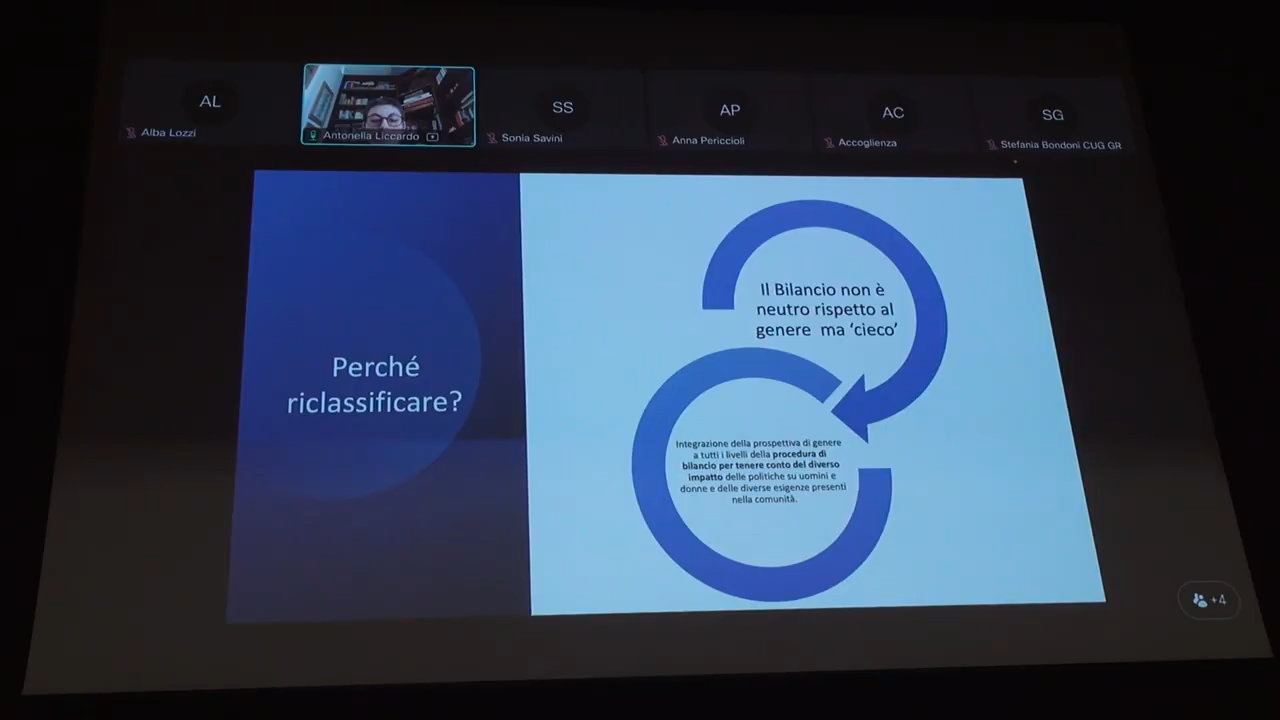 AL
Alba Lozzi
Antonella Liccardo
SS
Sonia Savini
AP
Anna Periccioli
AC
Accoglienza
SG
Stefania Bondoni CUG GR
Perché
riclassificare?
Il Bilancio non è
neutro rispetto al
genere ma ‘cieco’
Integrazione della prospettiva di genere
a tutti i livelli della procedura di
bilancio per tenere conto del diverso
impatto delle politiche su uomini e
donne e delle diverse esigenze presenti
nella comunità.
+4